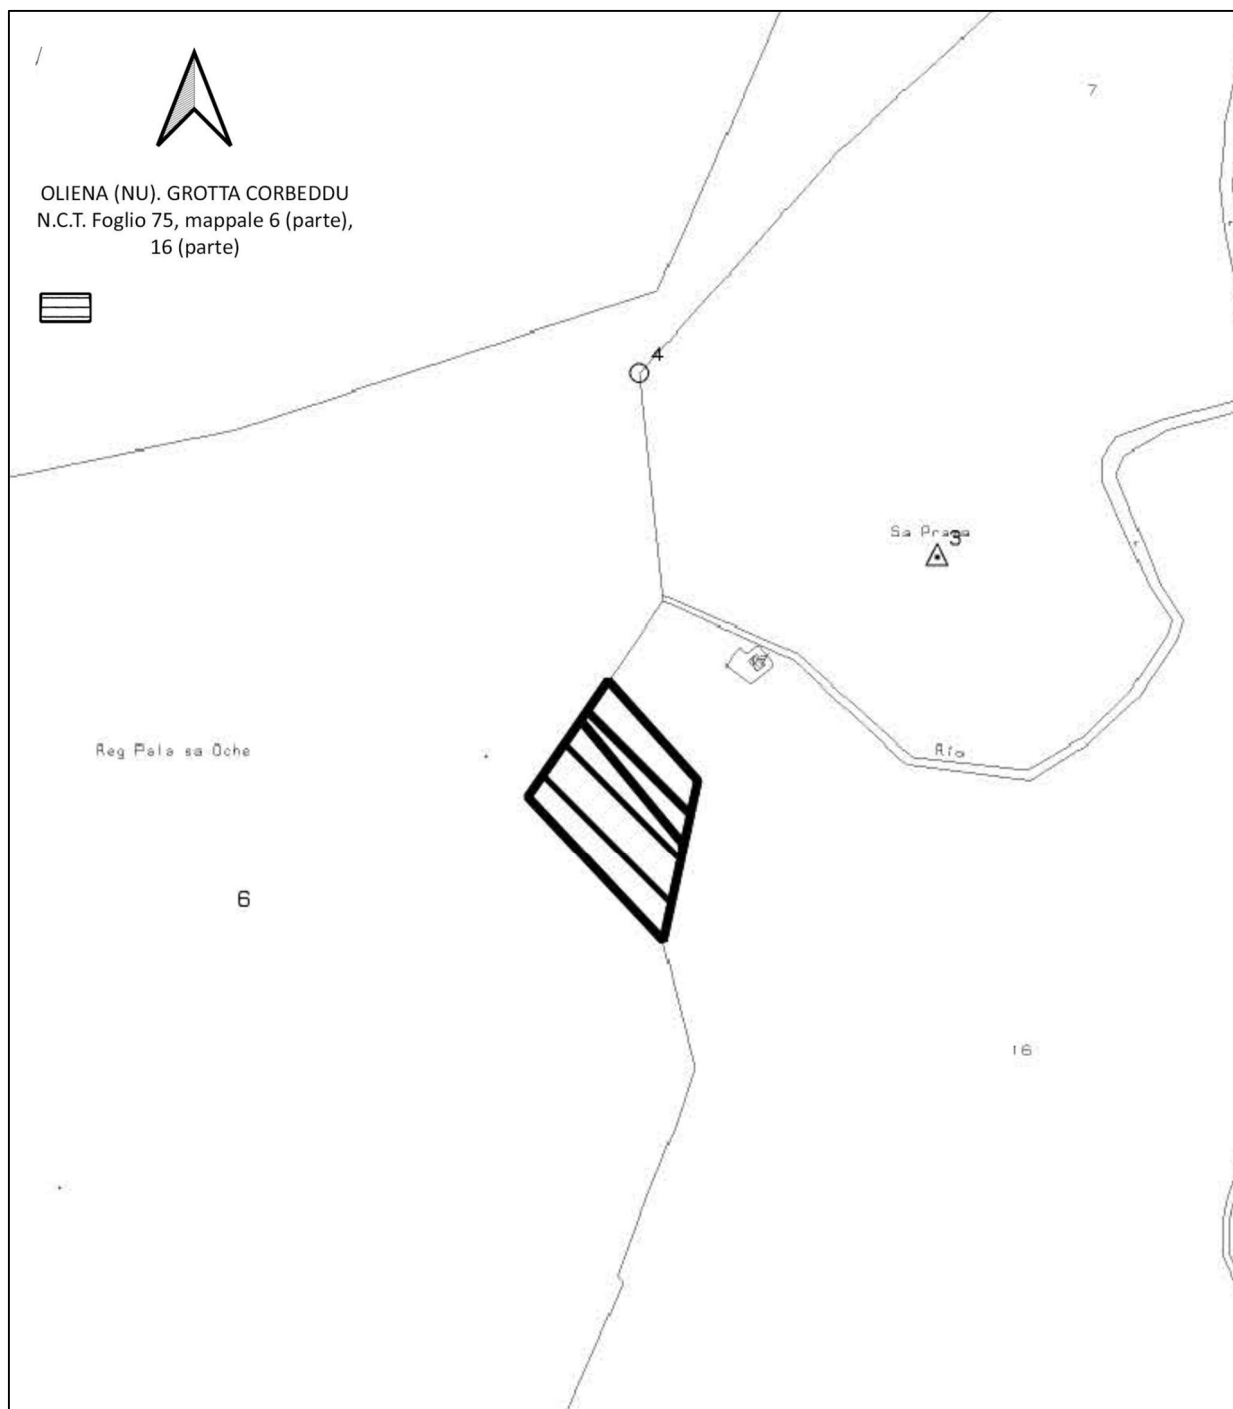 7
OLIENA (NU). GROTTA CORBEDDU
N.C.T. Foglio 75, mappale 6 (parte),
16 (parte)
4
Sa Prama
3
Reg Pala sa Oche
Rio
6
16